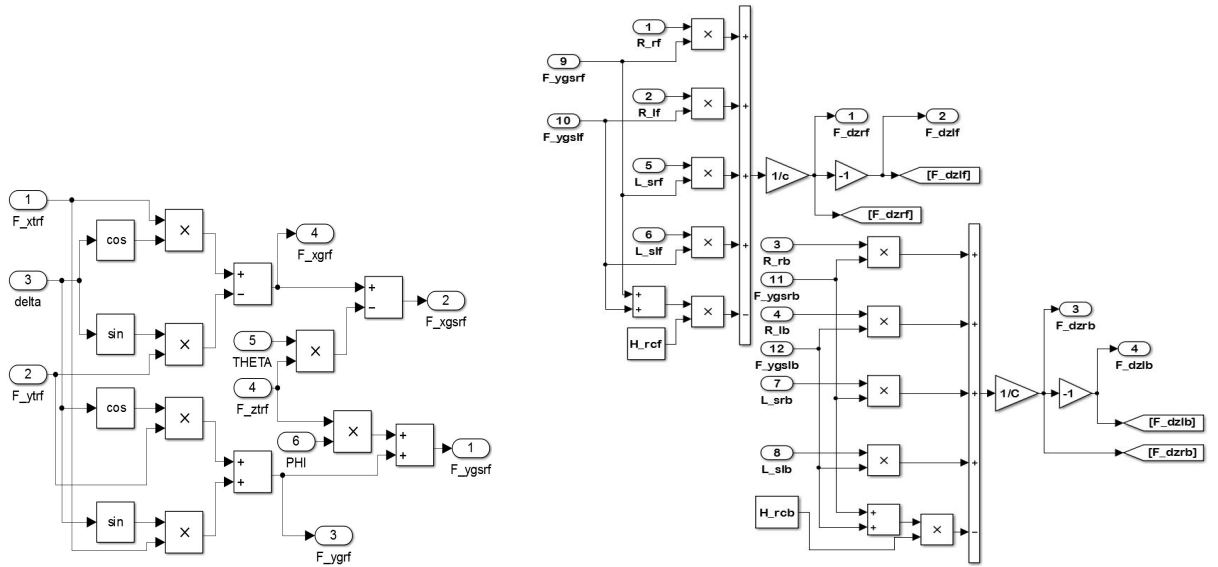 1
F_xtrf
cos
×
+
−
4
F_xgrf
3
delta
sin
×
+
−
2
F_xgsrf
5
THETA
×
2
F_ytrf
4
F_ztrf
cos
×
6
PHI
×
+
+
1
F_ygsrf
+
+
sin
×
3
F_ygrf
1
R_rf
×
+
9
F_ygsrf
2
R_lf
×
+
10
F_ygslf
5
L_srf
×
+
1/c
1
F_dzrf
-1
2
F_dzlf
[F_dzlf]
[F_dzrf]
6
L_slf
×
+
+
+
H_rcf
×
−
3
R_rb
×
+
11
F_ygsrb
4
R_lb
×
+
12
F_ygslb
7
L_srb
×
+
1/C
3
F_dzrb
-1
4
F_dzlb
[F_dzlb]
[F_dzrb]
8
L_slb
×
+
H_rcb
+
+
×
−